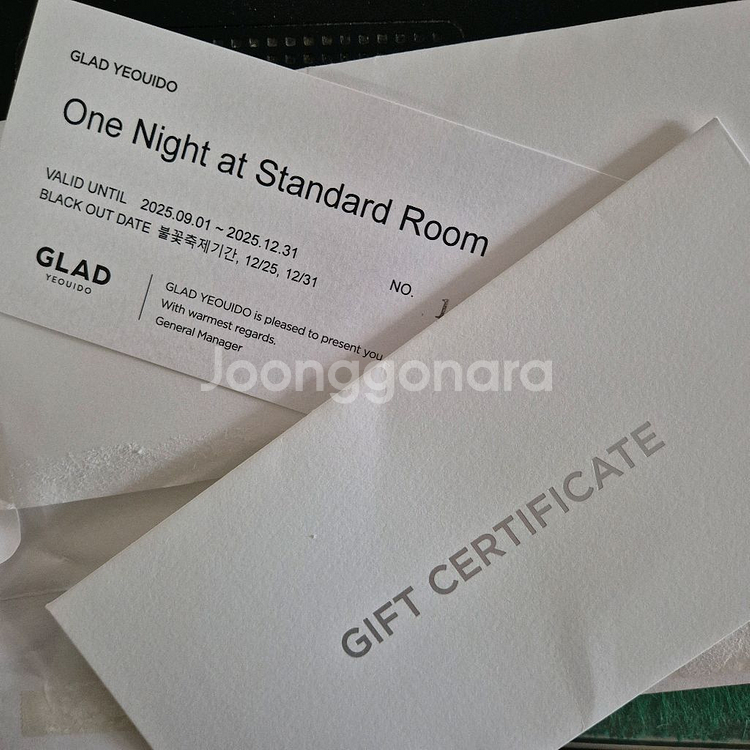 GLAD YEOUIDO
One Night at Standard Room
VALID UNTIL 2025.09.01 ~ 2025.12.31
BLACK OUT DATE 불꽃축제기간, 12/25, 12/31
NO.
GLAD
YEOUIDO
GLAD YEOUIDO is pleased to present you
With warmest regards.
General Manager
Joonggonara
GIFT CERTIFICATE